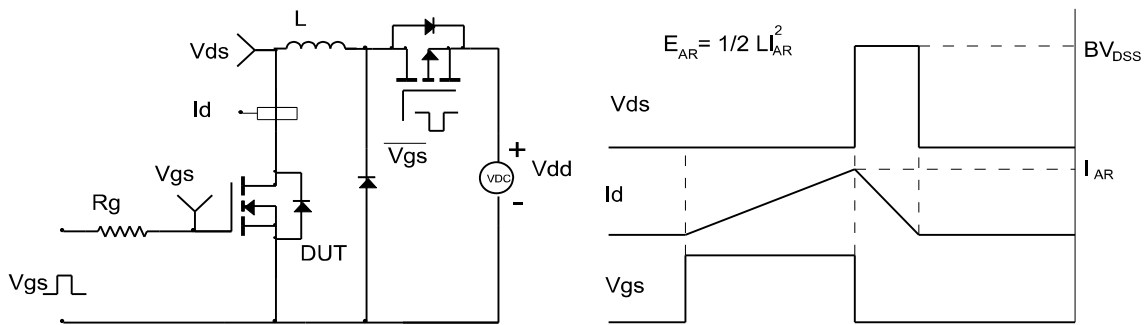 L
Vds
Id
Vgs
Vgs
Rg
DUT
Vgs
+
VDC
Vdd
-
E_AR = 1/2 LI_AR^2
BV_DSS
Vds
I_AR
Id
Vgs